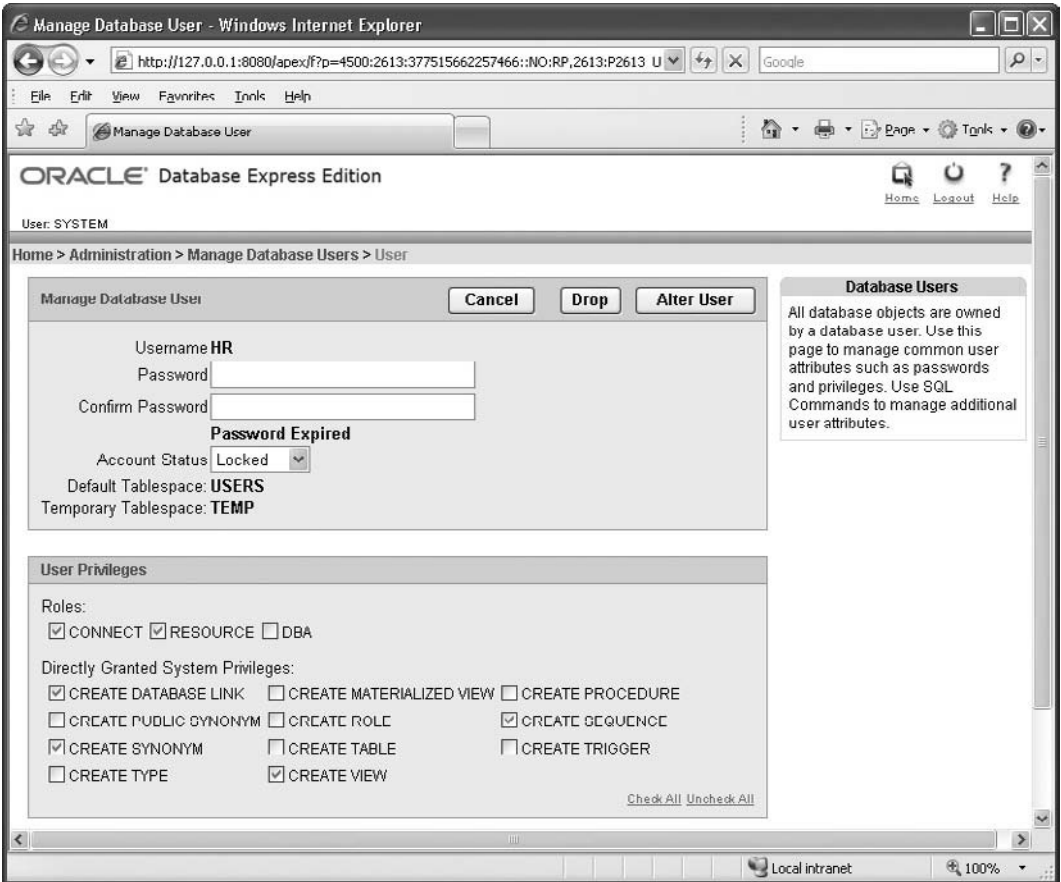 Manage Database User - Windows Internet Explorer
http://127.0.0.1:8080/apex/f?p=4500:2613:377515662257466::NO:RP,2613:P2613 U
Google
File Edit View Favorites Tools Help
Manage Database User
Page Tools
ORACLE Database Express Edition
Home Logout Help
User: SYSTEM
Home > Administration > Manage Database Users > User
Manage Database User
Cancel Drop Alter User
Username HR
Password
Confirm Password
Password Expired
Account Status Locked
Default Tablespace: USERS
Temporary Tablespace: TEMP
Database Users
All database objects are owned
by a database user. Use this
page to manage common user
attributes such as passwords
and privileges. Use SQL
Commands to manage additional
user attributes.
User Privileges
Roles:
CONNECT RESOURCE DBA
Directly Granted System Privileges:
CREATE DATABASE LINK CREATE MATERIALIZED VIEW CREATE PROCEDURE
CREATE PUBLIC SYNONYM CREATE ROLE CREATE SEQUENCE
CREATE SYNONYM CREATE TABLE CREATE TRIGGER
CREATE TYPE CREATE VIEW
Check All Uncheck All
Local intranet 100%